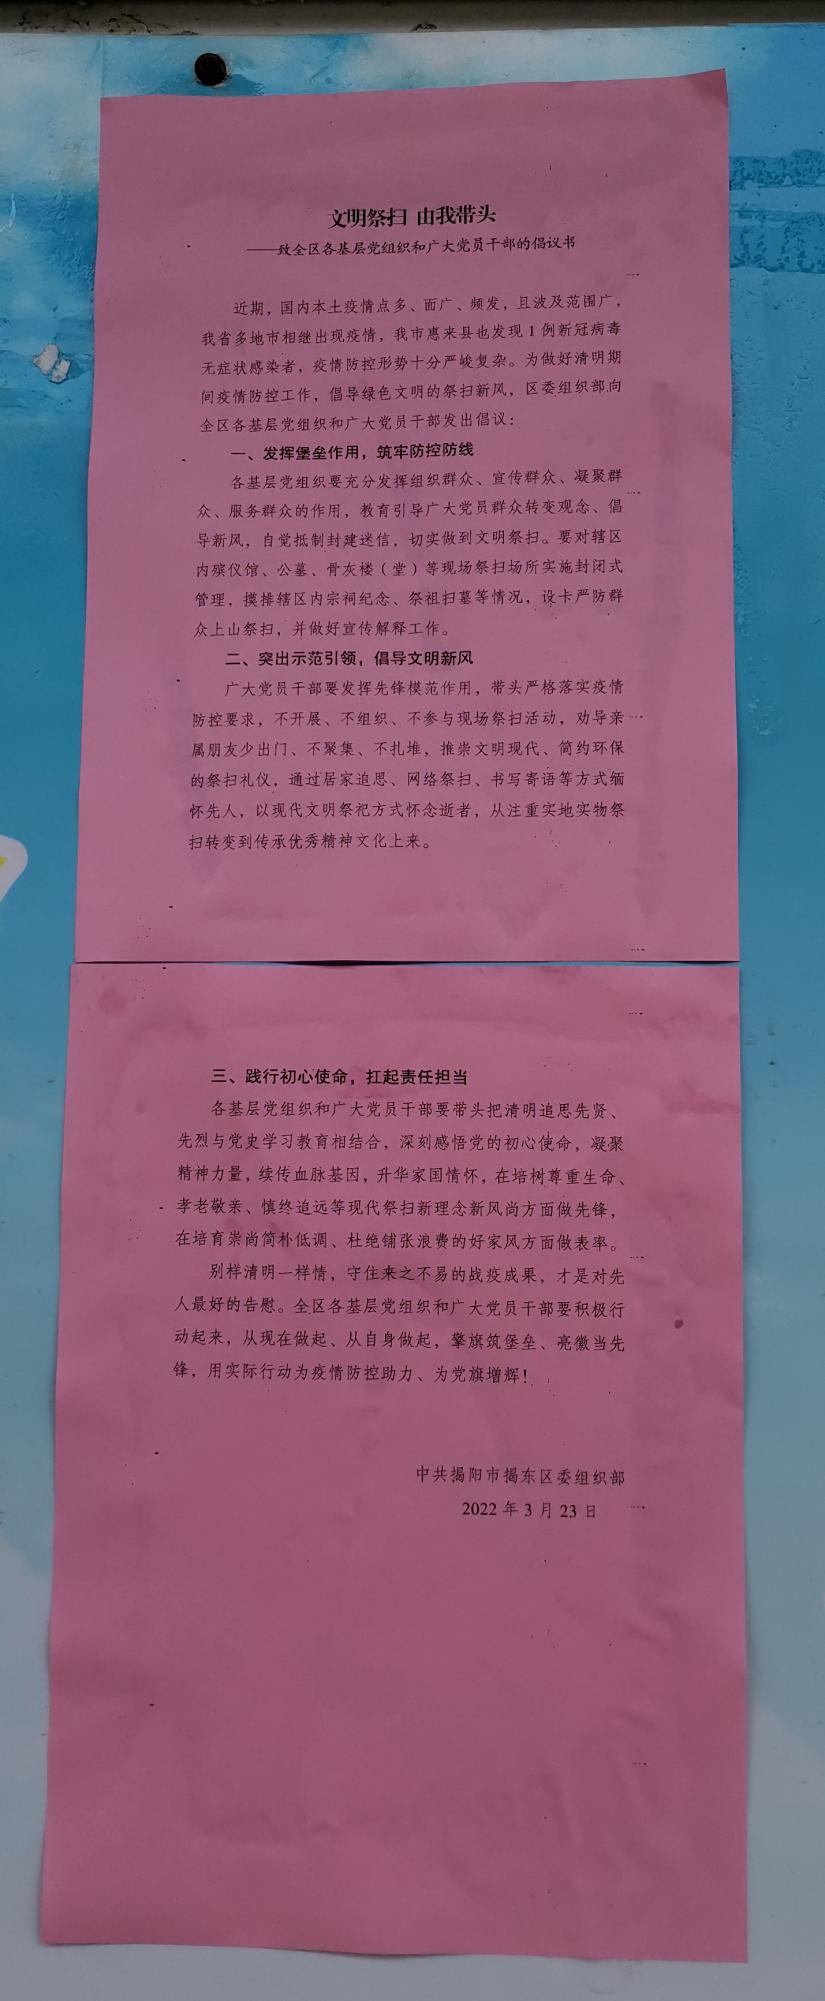 文明祭扫 由我带头
——致全区各基层党组织和广大党员干部的倡议书
近期，国内本土疫情点多、面广、频发，且波及范围广，
我省多地市相继出现疫情，我市惠来县也发现1例新冠病毒
无症状感染者，疫情防控形势十分严峻复杂。为做好清明期
间疫情防控工作，倡导绿色文明的祭扫新风，区委组织部向
全区各基层党组织和广大党员干部发出倡议：
一、发挥堡垒作用，筑牢防控防线
各基层党组织要充分发挥组织群众、宣传群众、凝聚群
众、服务群众的作用，教育引导广大党员群众转变观念、倡
导新风，自觉抵制封建迷信，切实做到文明祭扫。要对辖区
内殡仪馆、公墓、骨灰楼（堂）等现场祭扫场所实施封闭式
管理，摸排辖区内宗祠纪念、祭祖扫墓等情况，设卡严防群
众上山祭扫，并做好宣传解释工作。
二、突出示范引领，倡导文明新风
广大党员干部要发挥先锋模范作用，带头严格落实疫情
防控要求，不开展、不组织、不参与现场祭扫活动，劝导亲
属朋友少出门、不聚集、不扎堆，推崇文明现代、简约环保
的祭扫礼仪，通过居家追思、网络祭扫、书写寄语等方式缅
怀先人，以现代文明祭祀方式怀念逝者，从注重实地实物祭
扫转变到传承优秀精神文化上来。
三、践行初心使命，扛起责任担当
各基层党组织和广大党员干部要带头把清明追思先贤、
先烈与党史学习教育相结合，深刻感悟党的初心使命，凝聚
精神力量，续传血脉基因，升华家国情怀，在培树尊重生命、
孝老敬亲、慎终追远等现代祭扫新理念新风尚方面做先锋，
在培育崇尚简朴低调、杜绝铺张浪费的好家风方面做表率。
别样清明一样情，守住来之不易的战疫成果，才是对先
人最好的告慰。全区各基层党组织和广大党员干部要积极行
动起来，从现在做起、从自身做起，擎旗筑堡垒、亮徽当先
锋，用实际行动为疫情防控助力、为党旗增辉！
中共揭阳市揭东区委组织部
2022年3月23日